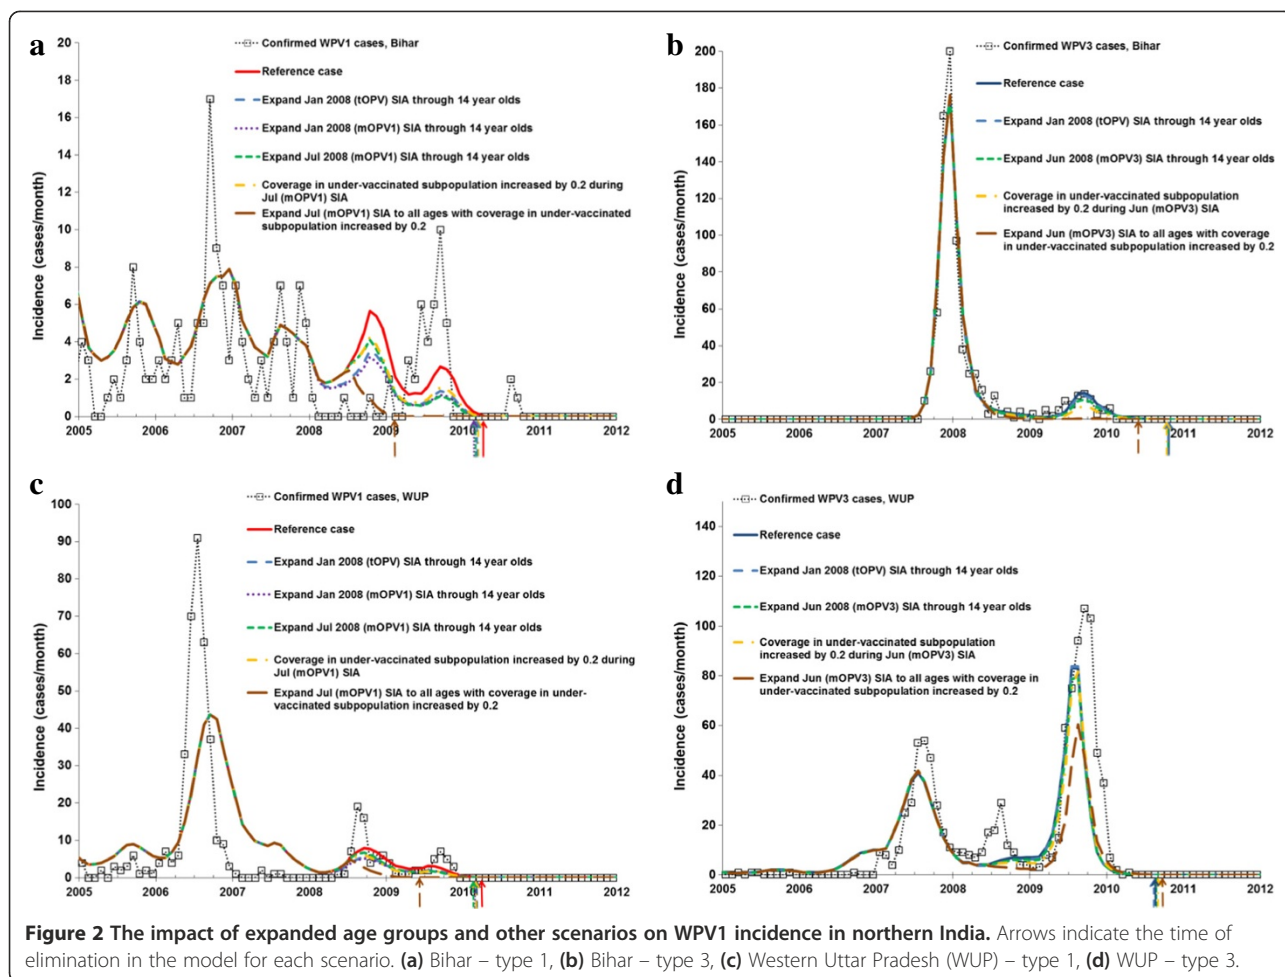 a
Incidence (cases/month)
20
18
16
14
12
10
8
6
4
2
0
2005 2006 2007 2008 2009 2010 2011 2012
Confirmed WPV1 cases, Bihar
Reference case
Expand Jan 2008 (tOPV) SIA through 14 year olds
Expand Jan 2008 (mOPV1) SIA through 14 year olds
Expand Jul 2008 (mOPV1) SIA through 14 year olds
Coverage in under-vaccinated subpopulation increased by 0.2 during
Jul (mOPV1) SIA
Expand Jul (mOPV1) SIA to all ages with coverage in under-vaccinated
subpopulation increased by 0.2
b
Incidence (cases/month)
200
180
160
140
120
100
80
60
40
20
0
2005 2006 2007 2008 2009 2010 2011 2012
Confirmed WPV3 cases, Bihar
Reference case
Expand Jan 2008 (tOPV) SIA through 14 year olds
Expand Jun 2008 (mOPV3) SIA through 14 year olds
Coverage in under-vaccinated subpopulation
increased by 0.2 during Jun (mOPV3) SIA
Expand Jun (mOPV3) SIA to all ages with coverage
in under-vaccinated subpopulation increased by 0.2
c
Incidence (cases/month)
100
90
80
70
60
50
40
30
20
10
0
2005 2006 2007 2008 2009 2010 2011 2012
Confirmed WPV1 cases, WUP
Reference case
Expand Jan 2008 (tOPV) SIA through 14 year olds
Expand Jan 2008 (mOPV1) SIA through 14 year olds
Expand Jul 2008 (mOPV1) SIA through 14 year olds
Coverage in under-vaccinated subpopulation increased by 0.2 during
Jul (mOPV1) SIA
Expand Jul (mOPV1) SIA to all ages with coverage in under-
vaccinated subpopulation increased by 0.2
d
Incidence (cases/month)
140
120
100
80
60
40
20
0
2005 2006 2007 2008 2009 2010 2011 2012
Confirmed WPV3 cases, WUP
Reference case
Expand Jan 2008 (tOPV) SIA through 14 year olds
Expand Jun 2008 (mOPV3) SIA through 14 year olds
Coverage in under-vaccinated subpopulation
increased by 0.2 during Jun (mOPV3) SIA
Expand Jun (mOPV3) SIA to all ages with coverage in
under-vaccinated subpopulation increased by 0.2
Figure 2 The impact of expanded age groups and other scenarios on WPV1 incidence in northern India. Arrows indicate the time of
elimination in the model for each scenario. (a) Bihar – type 1, (b) Bihar – type 3, (c) Western Uttar Pradesh (WUP) – type 1, (d) WUP – type 3.